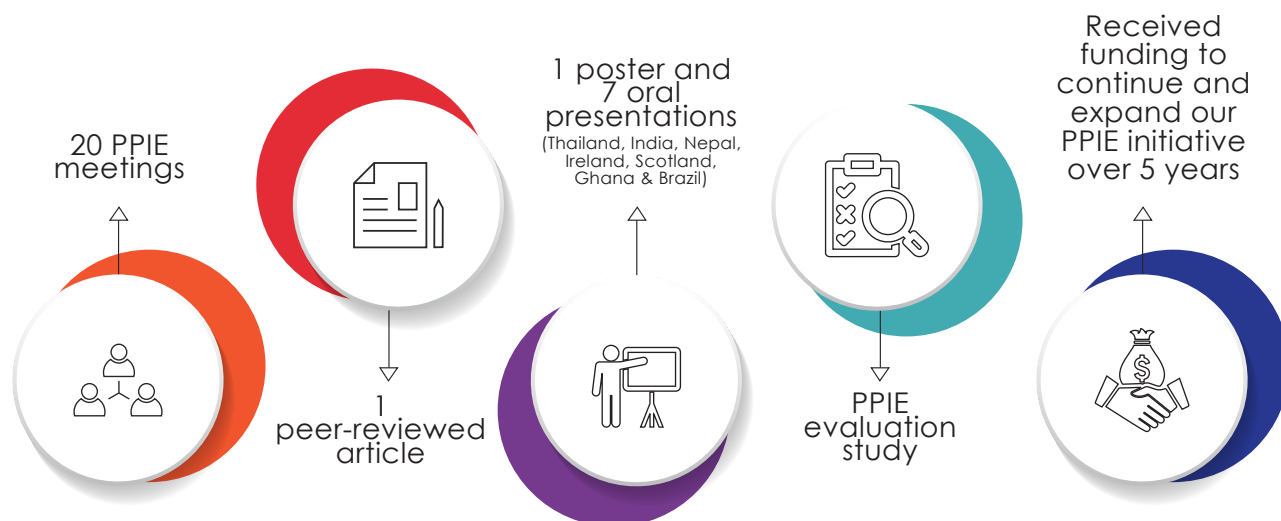 20 PPIE
meetings
1
peer-reviewed
article
1 poster and
7 oral
presentations
(Thailand, India, Nepal,
Ireland, Scotland,
Ghana & Brazil)
PPIE
evaluation
study
Received
funding to
continue and
expand our
PPIE initiative
over 5 years
$